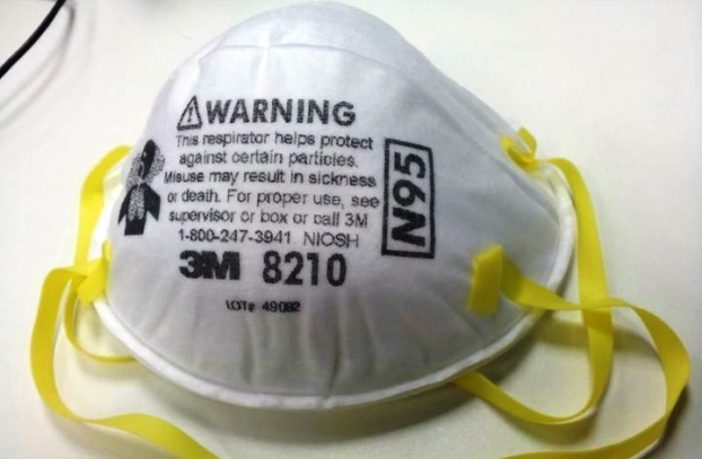 ⚠WARNING
This respirator helps protect
against certain particles.
Misuse may result in sickness
or death. For proper use, see
supervisor or box or call 3M
1-800-247-3941. NIOSH
3M 8210
LOT# 49082
N95